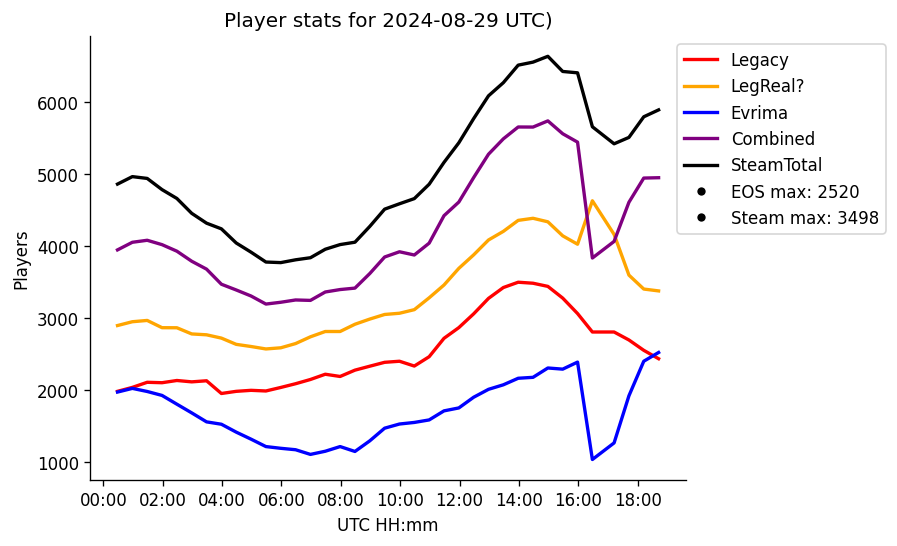 Player stats for 2024-08-29 UTC)
Legacy
LegReal?
Evrima
Combined
SteamTotal
EOS max: 2520
Steam max: 3498
Players
6000
5000
4000
3000
2000
1000
00:00 02:00 04:00 06:00 08:00 10:00 12:00 14:00 16:00 18:00
UTC HH:mm